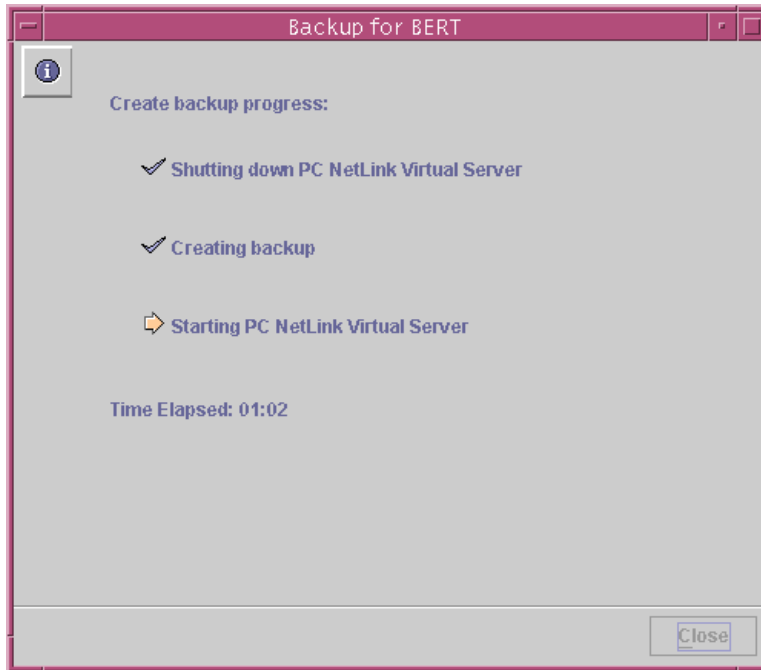 Backup for BERT
Create backup progress:
Shutting down PC NetLink Virtual Server
Creating backup
Starting PC NetLink Virtual Server
Time Elapsed: 01:02
Close